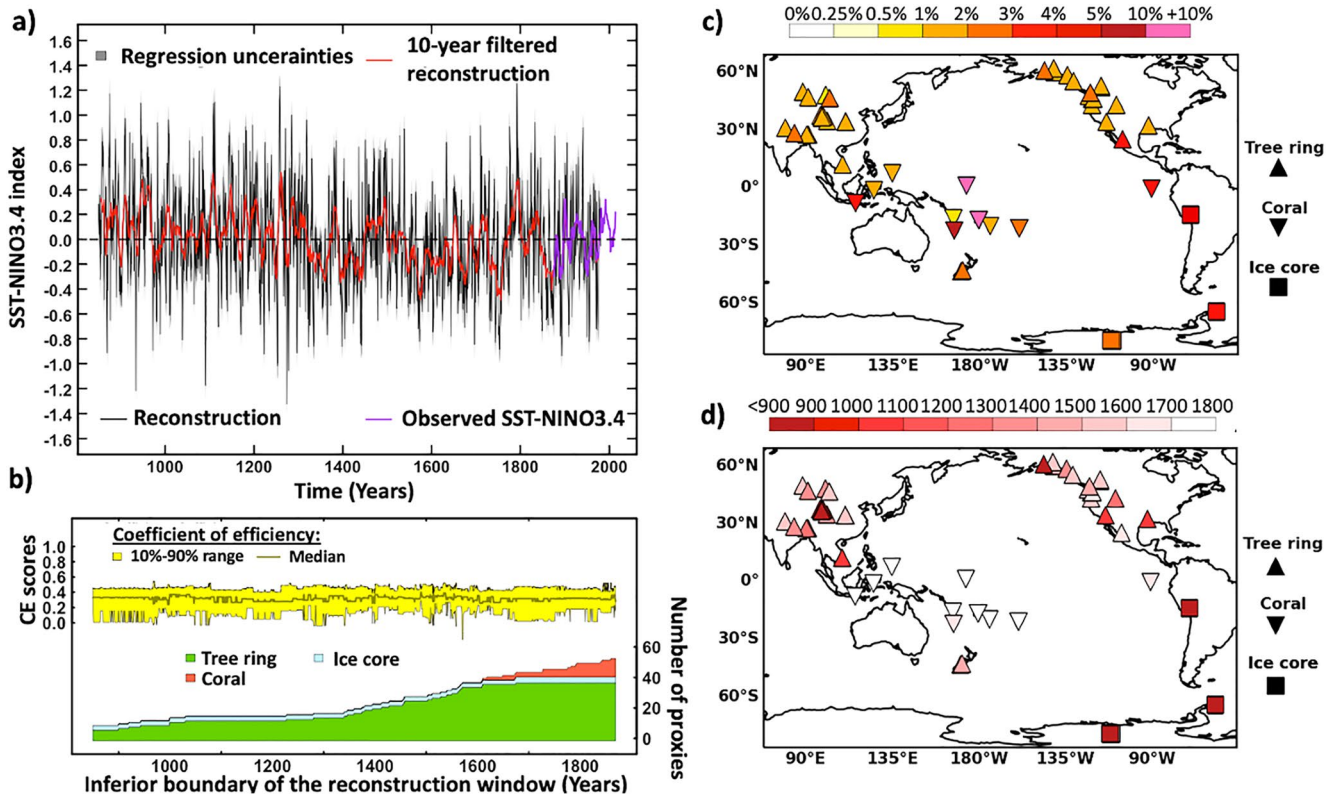 a)
1.6
1.4
1.2
1.0
0.8
0.6
0.4
0.2
0.0
-0.2
-0.4
-0.6
-0.8
-1.0
-1.2
-1.4
-1.6
SST-NINO3.4 index
Regression uncertainties
10-year filtered
reconstruction
Reconstruction
Observed SST-NINO3.4
1000 1200 1400 1600 1800 2000
Time (Years)
b)
Coefficient of efficiency:
10%-90% range
Median
CE scores
1.0
0.8
0.6
0.4
0.2
0.0
Tree ring
Ice core
Coral
Number of proxies
60
40
20
0
1000 1200 1400 1600 1800
Inferior boundary of the reconstruction window (Years)
c)
0% 0.25% 0.5% 1% 2% 3% 4% 5% 10% +10%
60°N
30°N
0°
30°S
60°S
90°E 135°E 180°W 135°W 90°W
Tree ring
Coral
Ice core
d)
<900 900 1000 1100 1200 1300 1400 1500 1600 1700 1800
60°N
30°N
0°
30°S
60°S
90°E 135°E 180°W 135°W 90°W
Tree ring
Coral
Ice core